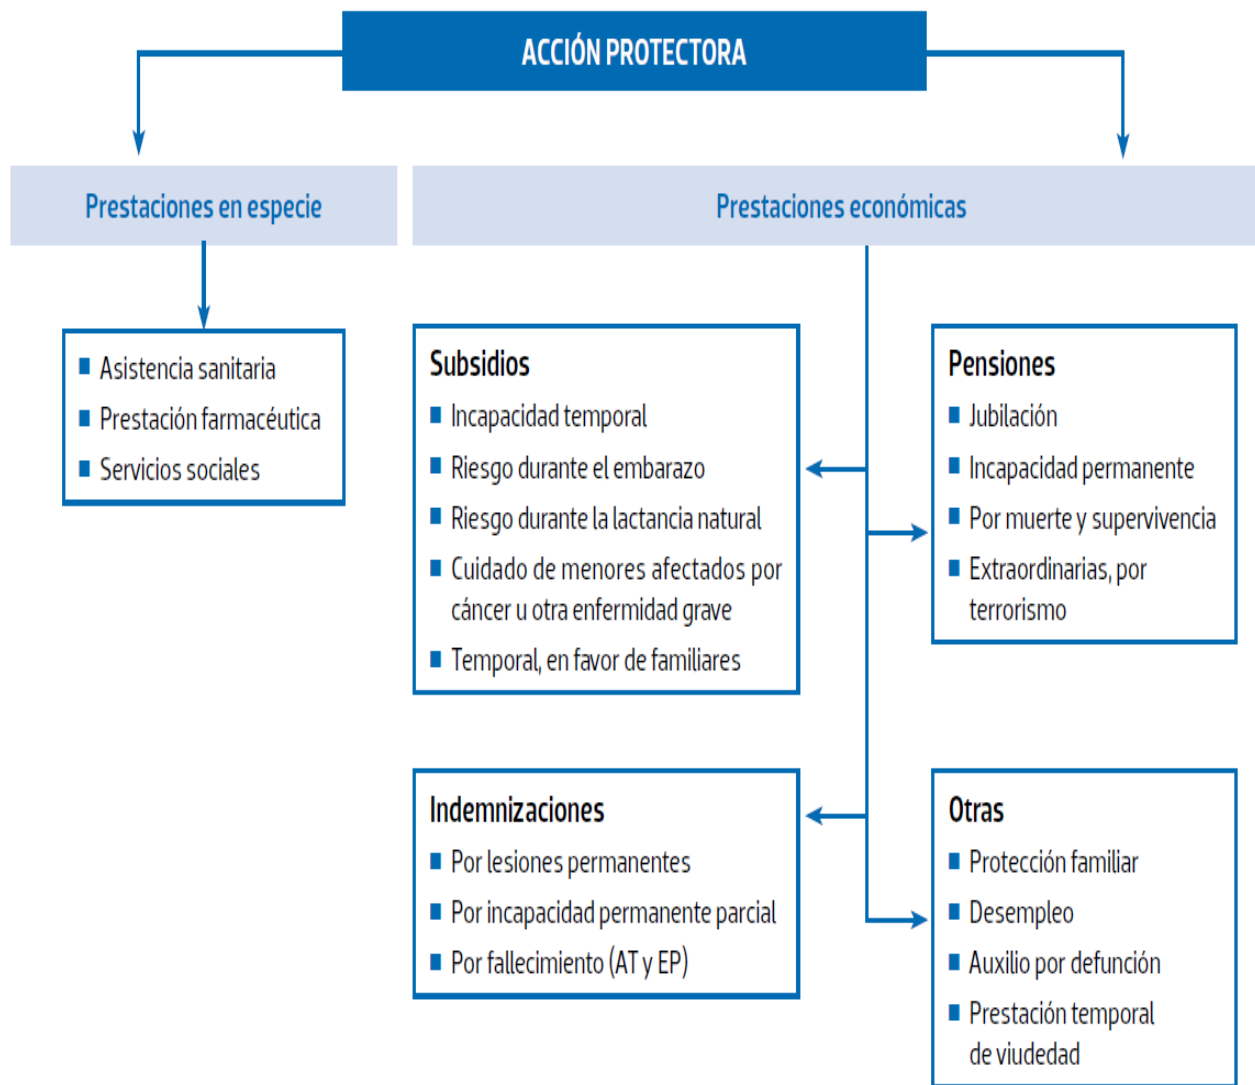 ACCIÓN PROTECTORA
Prestaciones en especie
Prestaciones económicas
Asistencia sanitaria
Prestación farmacéutica
Servicios sociales
Subsidios
Incapacidad temporal
Riesgo durante el embarazo
Riesgo durante la lactancia natural
Cuidado de menores afectados por
cáncer u otra enfermidad grave
Temporal, en favor de familiares
Pensiones
Jubilación
Incapacidad permanente
Por muerte y supervivencia
Extraordinarias, por
terrorismo
Indemnizaciones
Por lesiones permanentes
Por incapacidad permanente parcial
Por fallecimiento (AT y EP)
Otras
Protección familiar
Desempleo
Auxilio por defunción
Prestación temporal
de viudedad